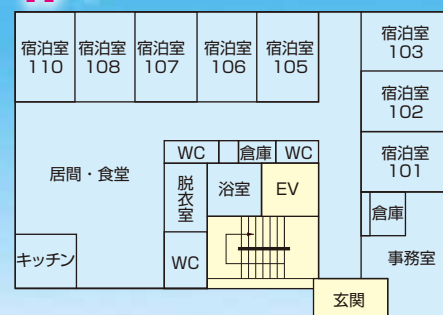 宿泊室
110
宿泊室
108
宿泊室
107
宿泊室
106
宿泊室
105
宿泊室
103
宿泊室
102
宿泊室
101
居間・食堂
WC
倉庫
WC
脱衣室
浴室
EV
倉庫
キッチン
WC
事務室
玄関